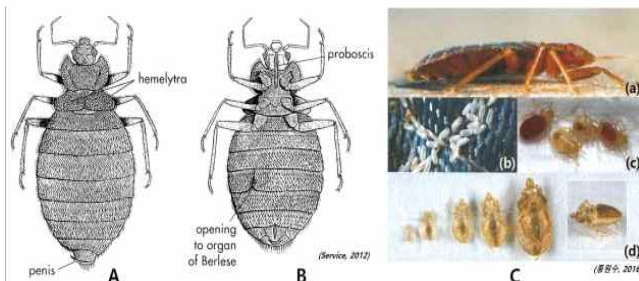 hemelytra
penis
A
proboscis
opening
to organ
of Berlese
(Service, 2012)
B
(a)
(b)
(c)
(d)
C